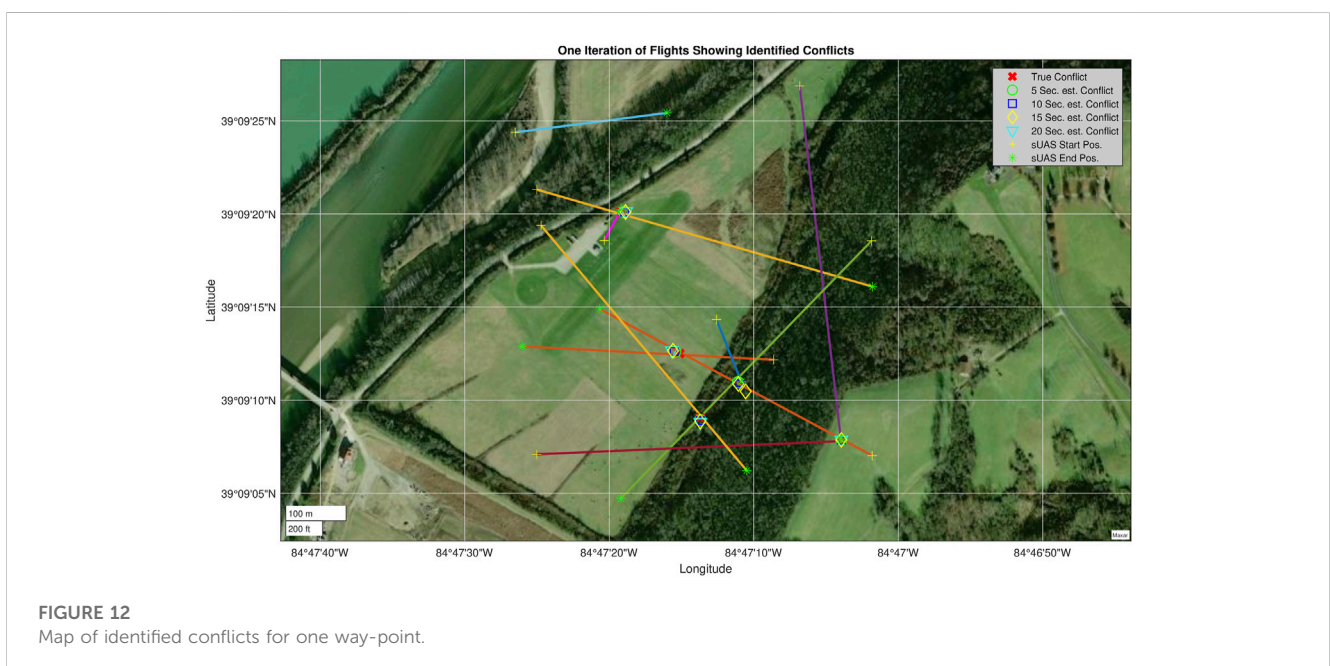 One Iteration of Flights Showing Identified Conflicts
True Conflict
5 Sec. est. Conflict
10 Sec. est. Conflict
15 Sec. est. Conflict
20 Sec. est. Conflict
sUAS Start Pos.
sUAS End Pos.
39°09'25"N
39°09'20"N
39°09'15"N
39°09'10"N
39°09'05"N
Latitude
100 m
200 ft
Maxar
84°47'40"W
84°47'30"W
84°47'20"W
84°47'10"W
84°47'W
84°46'50"W
Longitude
FIGURE 12
Map of identified conflicts for one way-point.